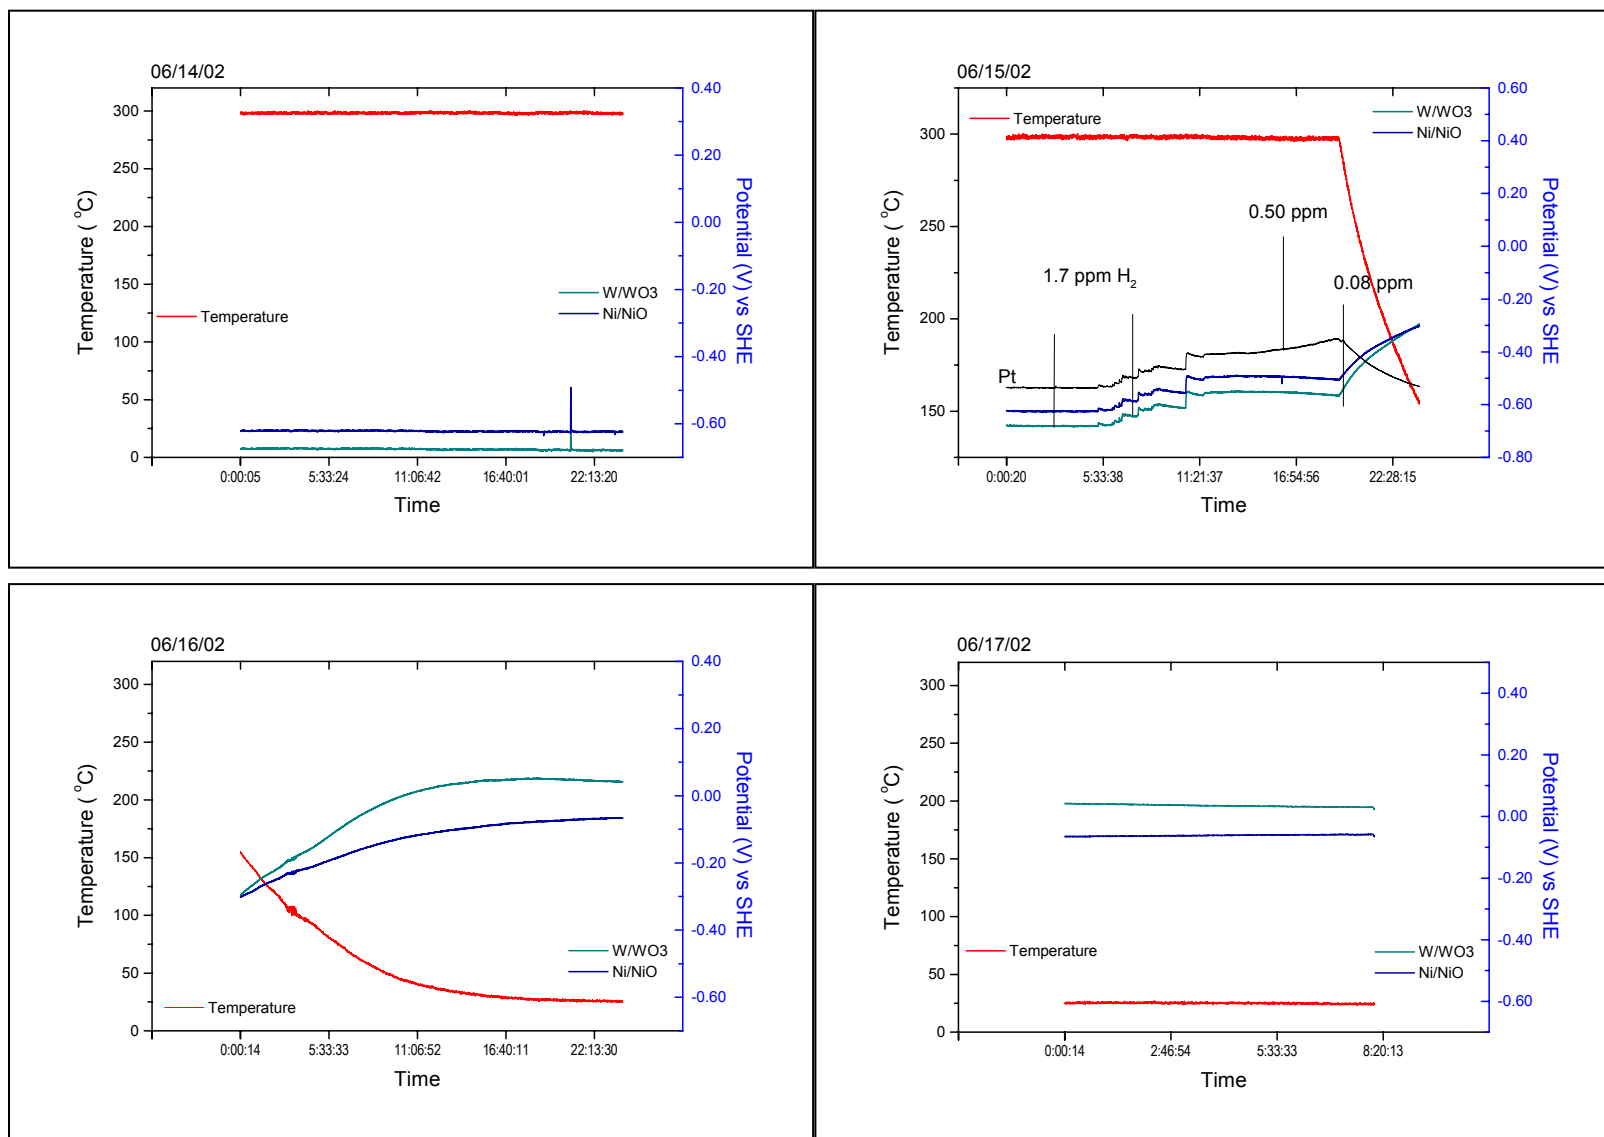 06/14/02
0.40
0.20
0.00
-0.20
-0.40
-0.60
300
250
200
150
100
50
0
Temperature ( °C)
Potential (V) vs SHE
W/WO3
Ni/NiO
Temperature
0:00:05 5:33:24 11:06:42 16:40:01 22:13:20
Time
06/15/02
0.60
0.40
0.20
0.00
-0.20
-0.40
-0.60
-0.80
300
250
200
150
Temperature ( °C)
Potential (V) vs SHE
Temperature
W/WO3
Ni/NiO
0.50 ppm
1.7 ppm H₂
0.08 ppm
Pt
0:00:20 5:33:38 11:21:37 16:54:56 22:28:15
Time
06/16/02
0.40
0.20
0.00
-0.20
-0.40
-0.60
300
250
200
150
100
50
0
Temperature ( °C)
Potential (V) vs SHE
W/WO3
Ni/NiO
Temperature
0:00:14 5:33:33 11:06:52 16:40:11 22:13:30
Time
06/17/02
0.40
0.20
0.00
-0.20
-0.40
-0.60
300
250
200
150
100
50
0
Temperature ( °C)
Potential (V) vs SHE
Temperature
W/WO3
Ni/NiO
0:00:14 2:46:54 5:33:33 8:20:13
Time